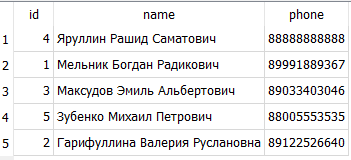 id name phone
1 4 Яруллин Рашид Саматович 88888888888
2 1 Мельник Богдан Радикович 89991889367
3 3 Максудов Эмиль Альбертович 89033403046
4 5 Зубенко Михаил Петрович 88005553535
5 2 Гарифуллина Валерия Руслановна 89122526640